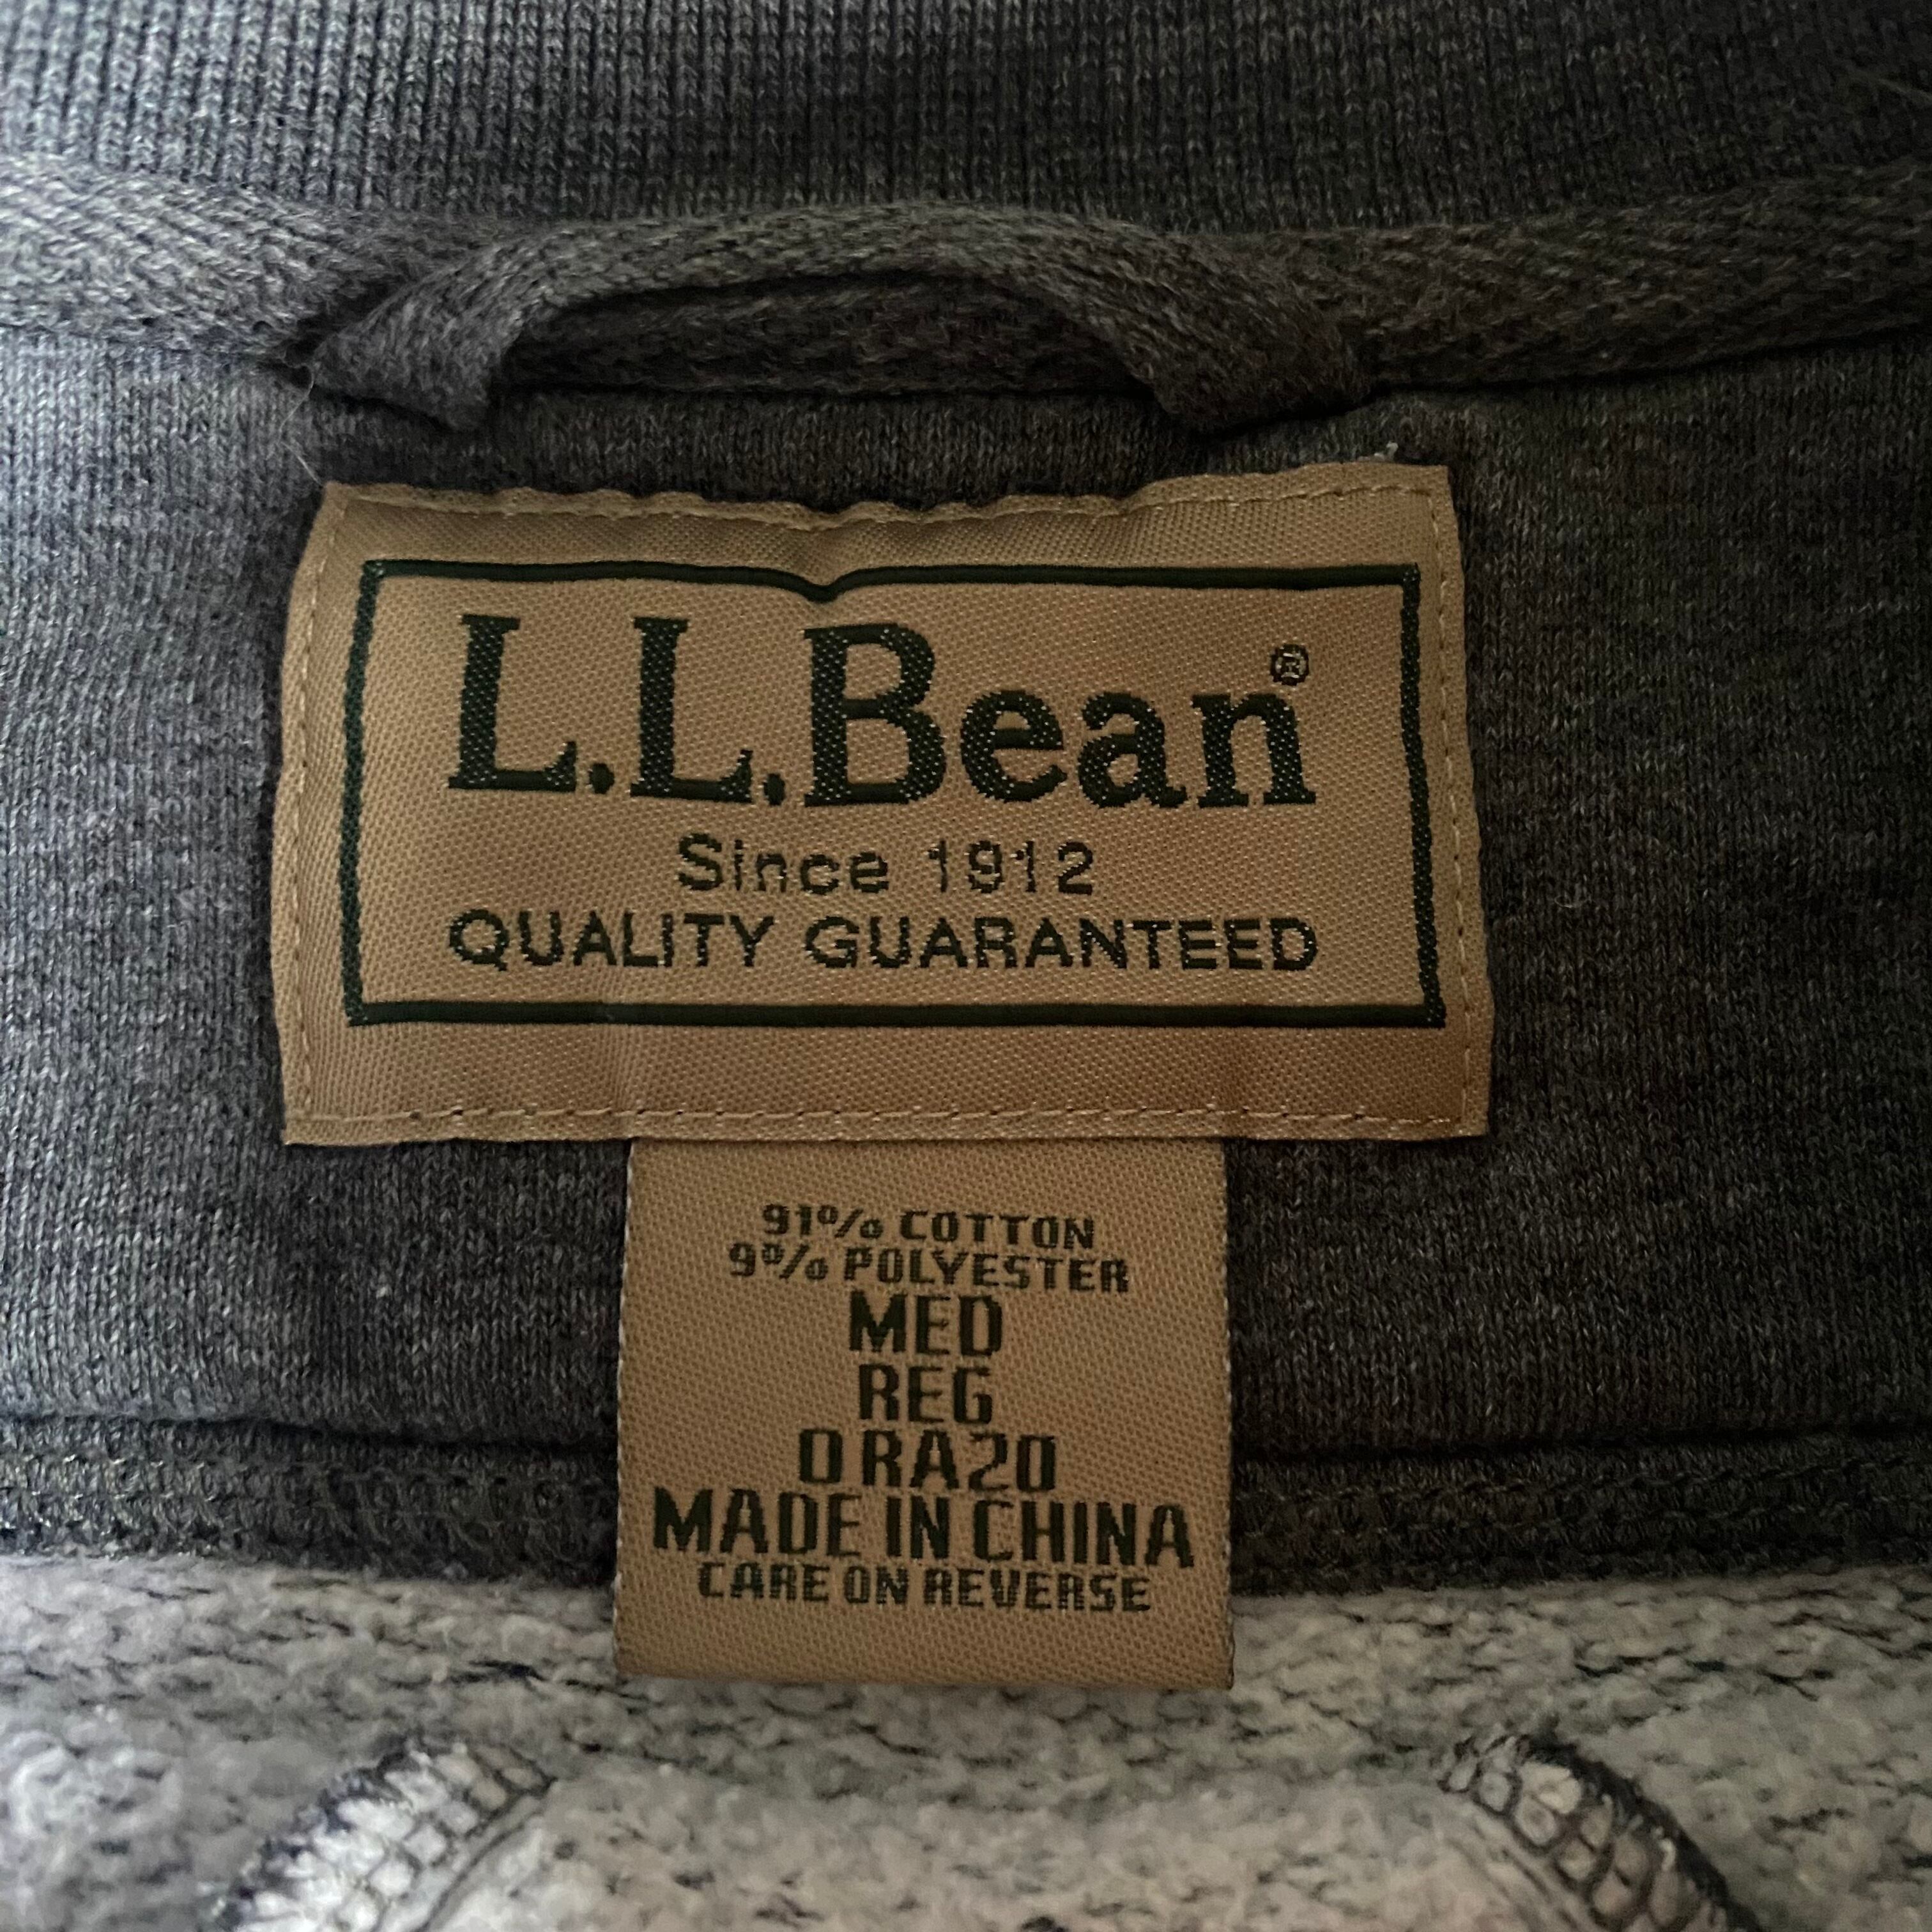 L.L.Bean®
Since 1912
QUALITY GUARANTEED
91% COTTON
9% POLYESTER
MED
REG
0 RA20
MADE IN CHINA
CARE ON REVERSE